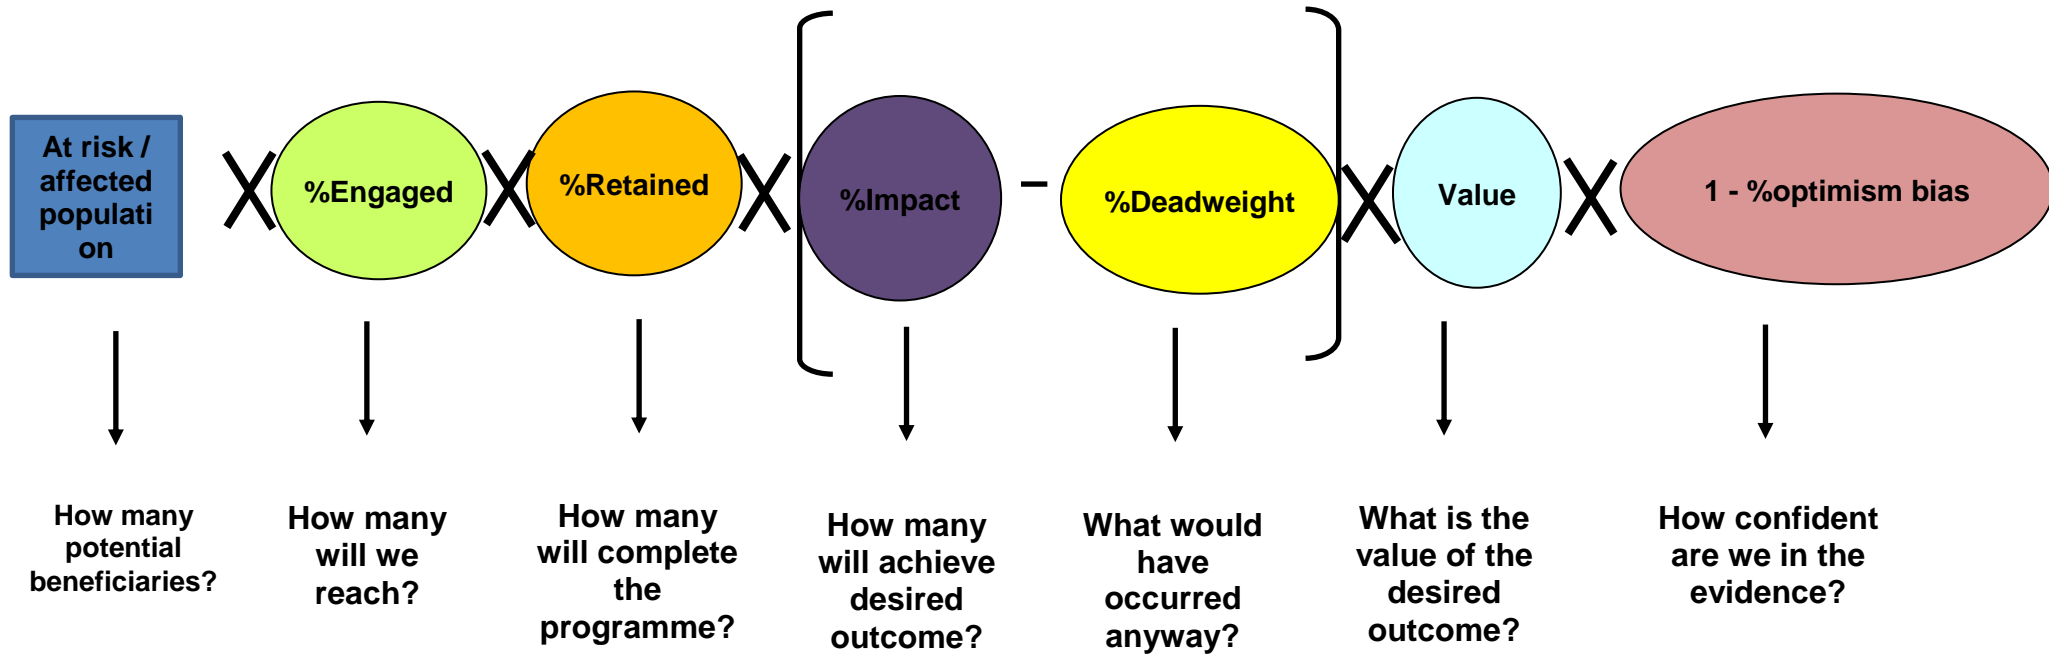 At risk /
affected
populati
on
X
%Engaged
X
%Retained
X
%Impact
–
%Deadweight
X
Value
X
1 - %optimism bias
How many
potential
beneficiaries?
How many
will we
reach?
How many
will complete
the
programme?
How many
will achieve
desired
outcome?
What would
have
occurred
anyway?
What is the
value of the
desired
outcome?
How confident
are we in the
evidence?